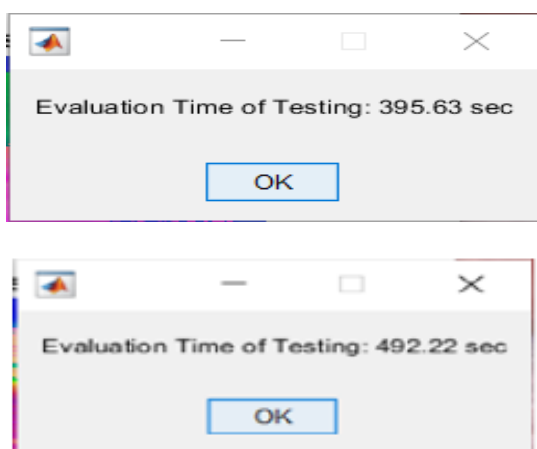 Evaluation Time of Testing: 395.63 sec
OK
Evaluation Time of Testing: 492.22 sec
OK